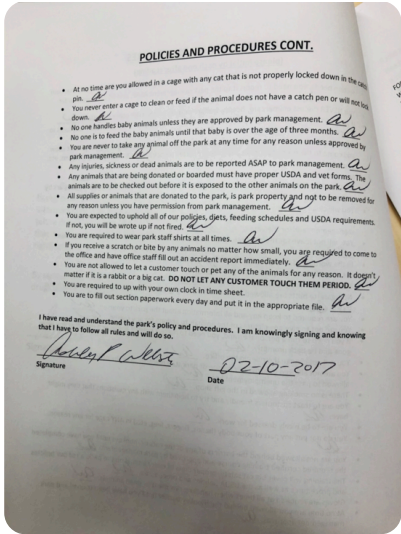 POLICIES AND PROCEDURES CONT.
• At no time are you allowed in a cage with any cat that is not properly locked down in the
pin. aw
• You never enter a cage to clean or feed if the animal does not have a catch pen or will not lock
down. aw
• No one handles baby animals unless they are approved by park management. aw
• No one is to feed the baby animals until that baby is over the age of three months. aw
• You are never to take any animal off the park at any time for any reason unless approved by
park management. aw
• Any injuries, sickness or dead animals are to be reported ASAP to park management. aw
• Any animals that are being donated or boarded must have proper USDA and vet forms. The
animals are to be checked out before it is exposed to the other animals on the park. aw
• All supplies or animals that are donated to the park, is park property and not to be removed for
any reason unless you have permission from park management. aw
• You are expected to uphold all of our policies, diets, feeding schedules and USDA requirements.
If not, you will be wrote up if not fired. aw
• You are required to wear park staff shirts at all times. aw
• If you receive a scratch or bite by any animals no matter how small, you are required to come to
the office and have office staff fill out an accident report immediately. aw
• You are not allowed to let a customer touch or pet any of the animals for any reason. It doesn't
matter if it is a rabbit or a big cat. DO NOT LET ANY CUSTOMER TOUCH THEM PERIOD. aw
• You are required to up with your own clock in time sheet.
• You are to fill out section paperwork every day and put it in the appropriate file. aw
I have read and understand the park's policy and procedures. I am knowingly signing and knowing
that I have to follow all rules and will do so.
Ashley P Webster 02-10-2017
Signature Date